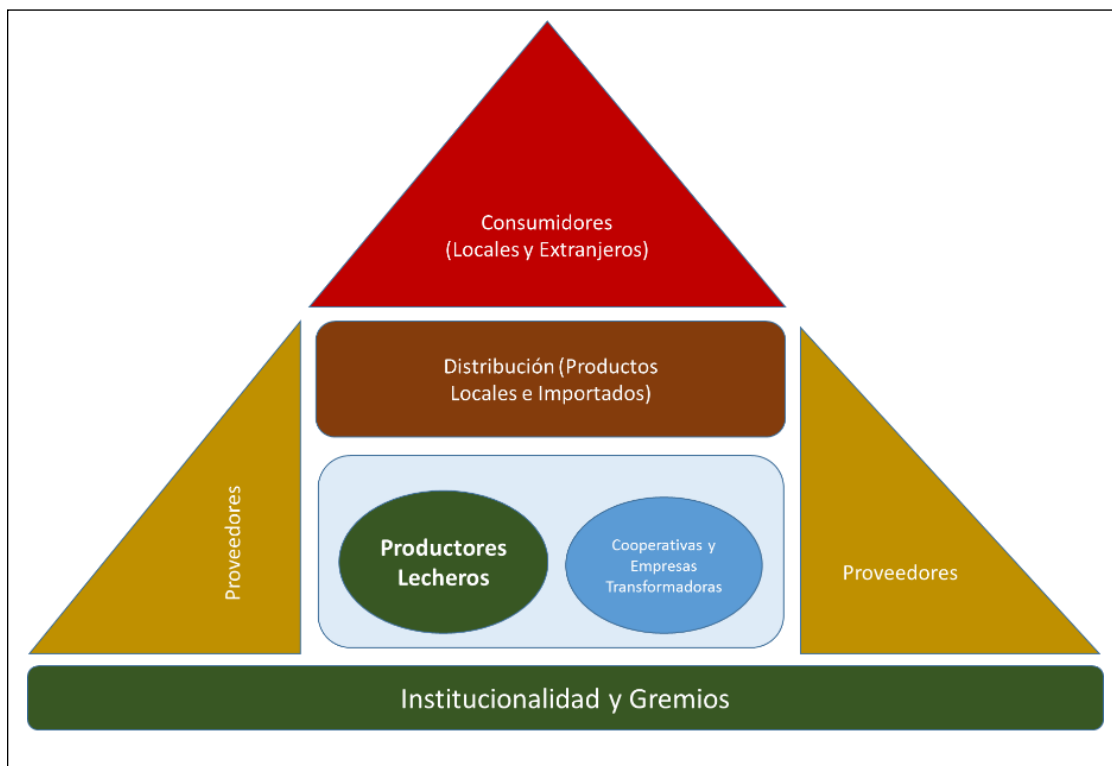 Consumidores
(Locales y Extranjeros)
Distribución (Productos
Locales e Importados)
Proveedores
Productores
Lecheros
Cooperativas y
Empresas
Transformadoras
Proveedores
Institucionalidad y Gremios